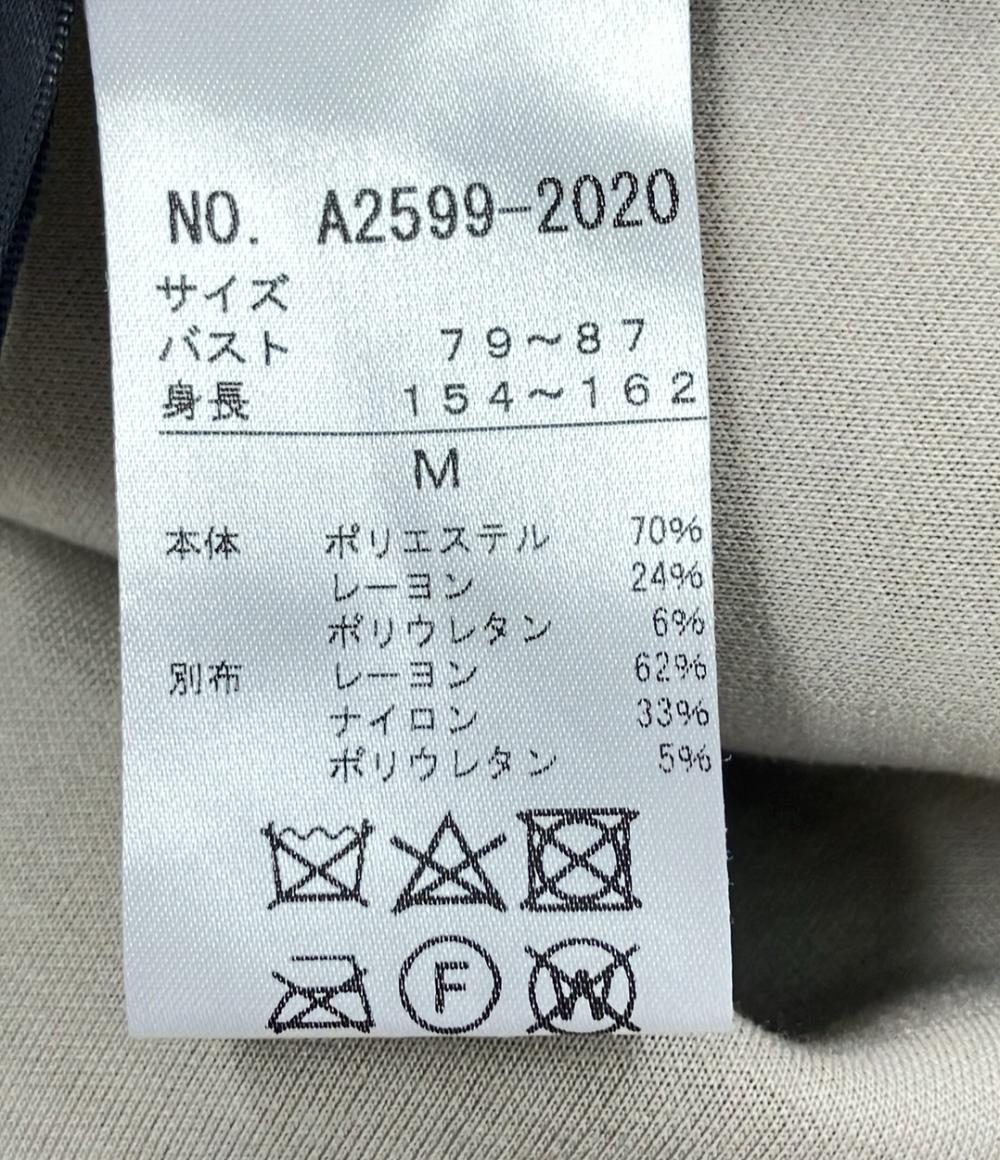 NO. A2599-2020
サイズ
バスト 79~87
身長 154~162
M
本体 ポリエステル 70%
レーヨン 24%
ポリウレタン 6%
別布 レーヨン 62%
ナイロン 33%
ポリウレタン 5%
F W